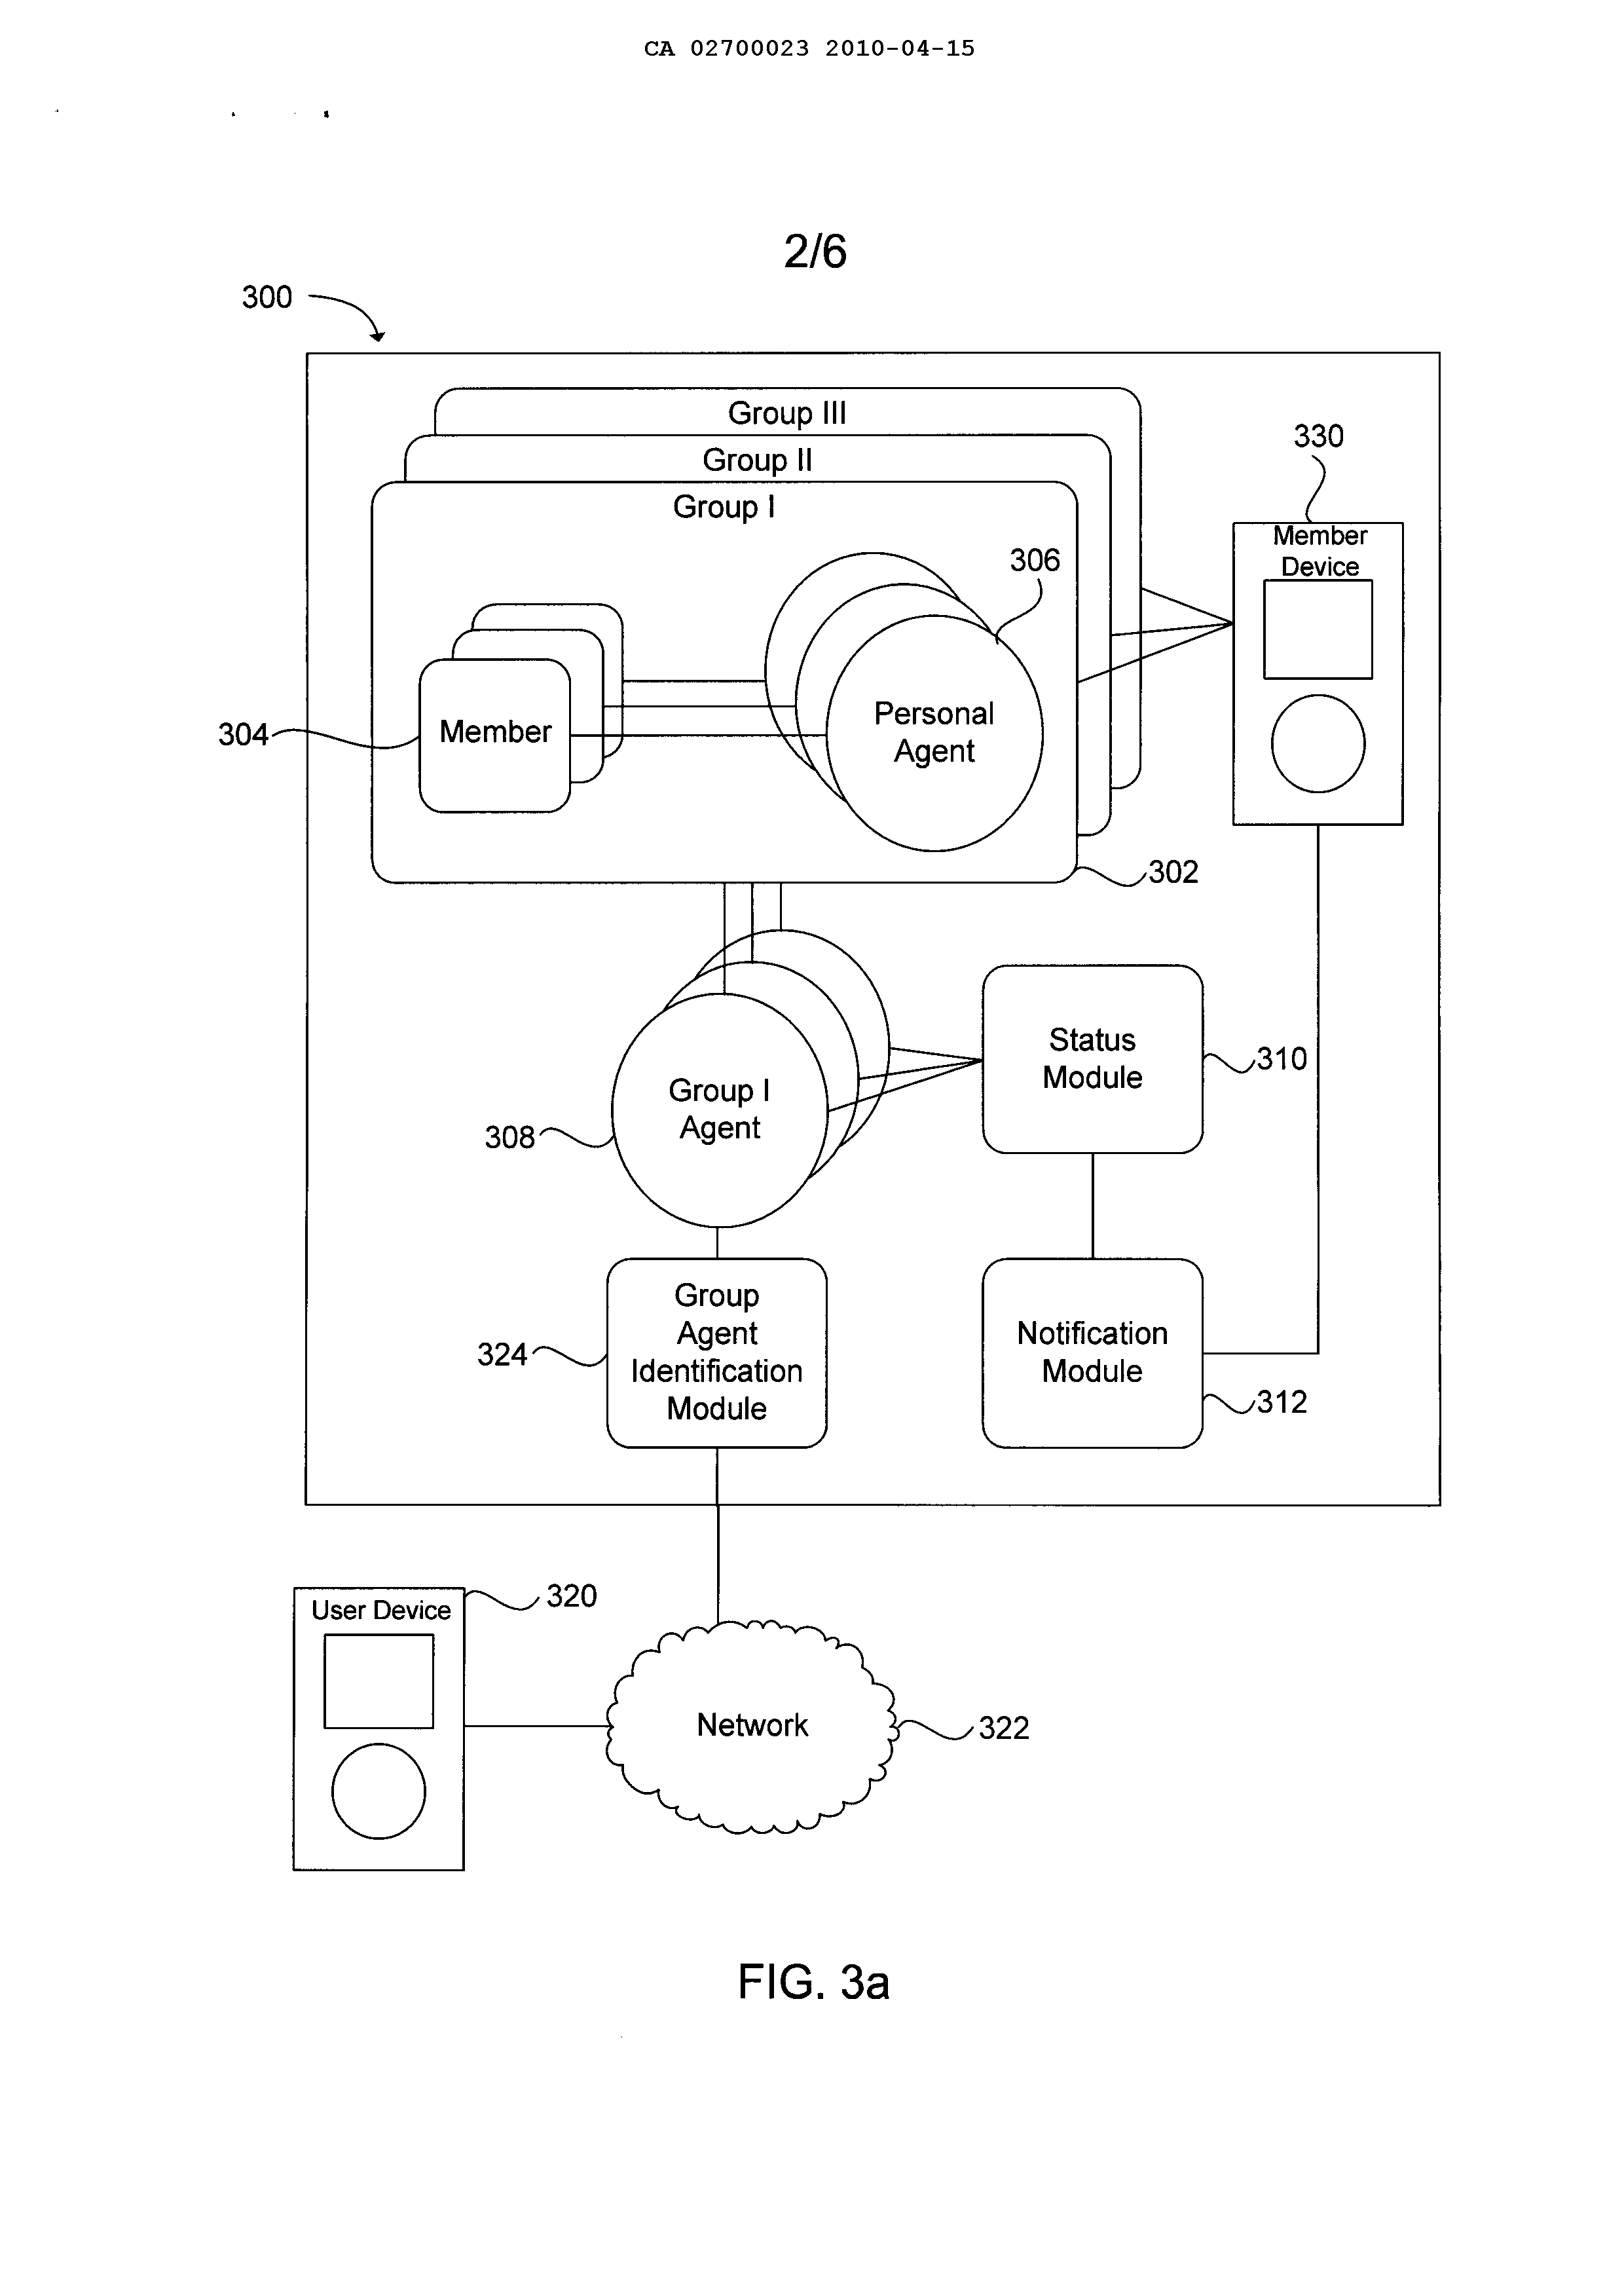 CA 02700023 2010-04-15
2/6
300
Group III
Group II
Group I
330
Member
Device
306
304
Member
Personal
Agent
302
Status
Module
310
Group I
Agent
308
Group
Agent
Identification
Module
324
Notification
Module
312
User Device
320
Network
322
FIG. 3a